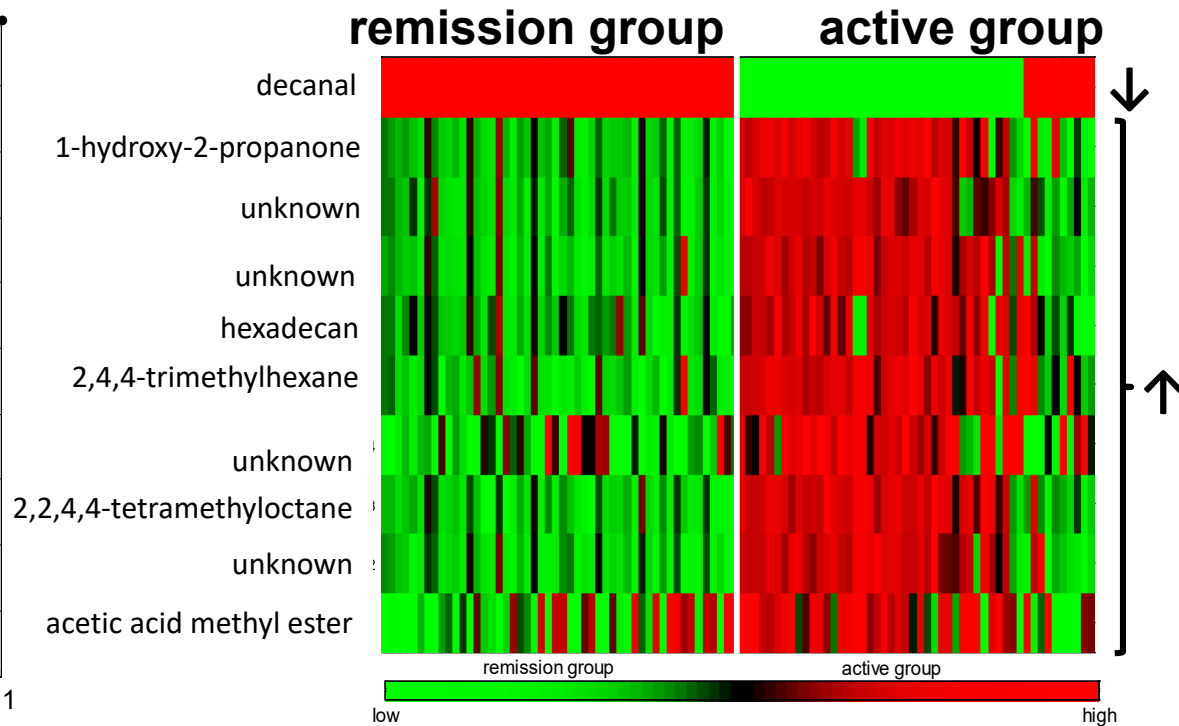 remission group active group
decanal
1-hydroxy-2-propanone
unknown
unknown
hexadecan
2,4,4-trimethylhexane
unknown
2,2,4,4-tetramethyloctane
unknown
acetic acid methyl ester
remission group active group
low high
1